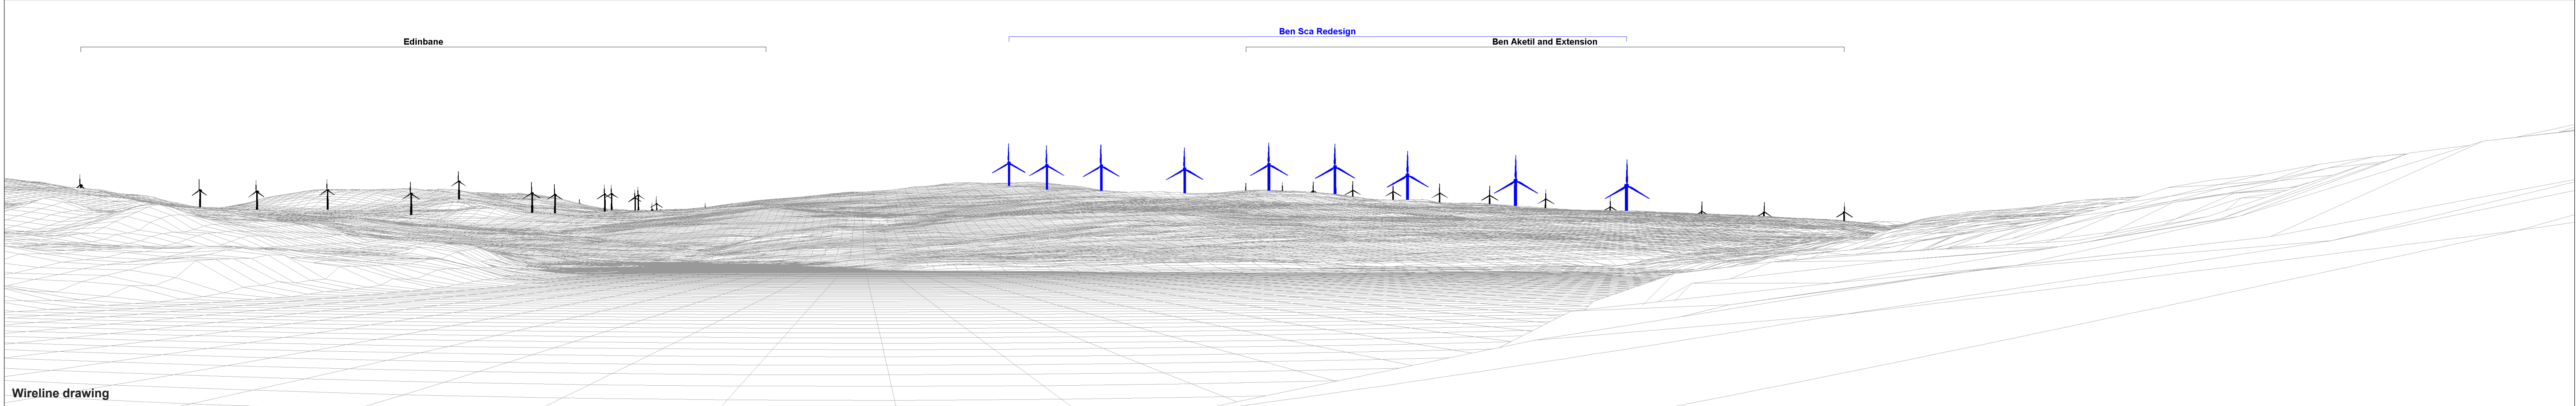 Ben Sca Redesign
Edinbane
Ben Aketil and Extension
Wireline drawing